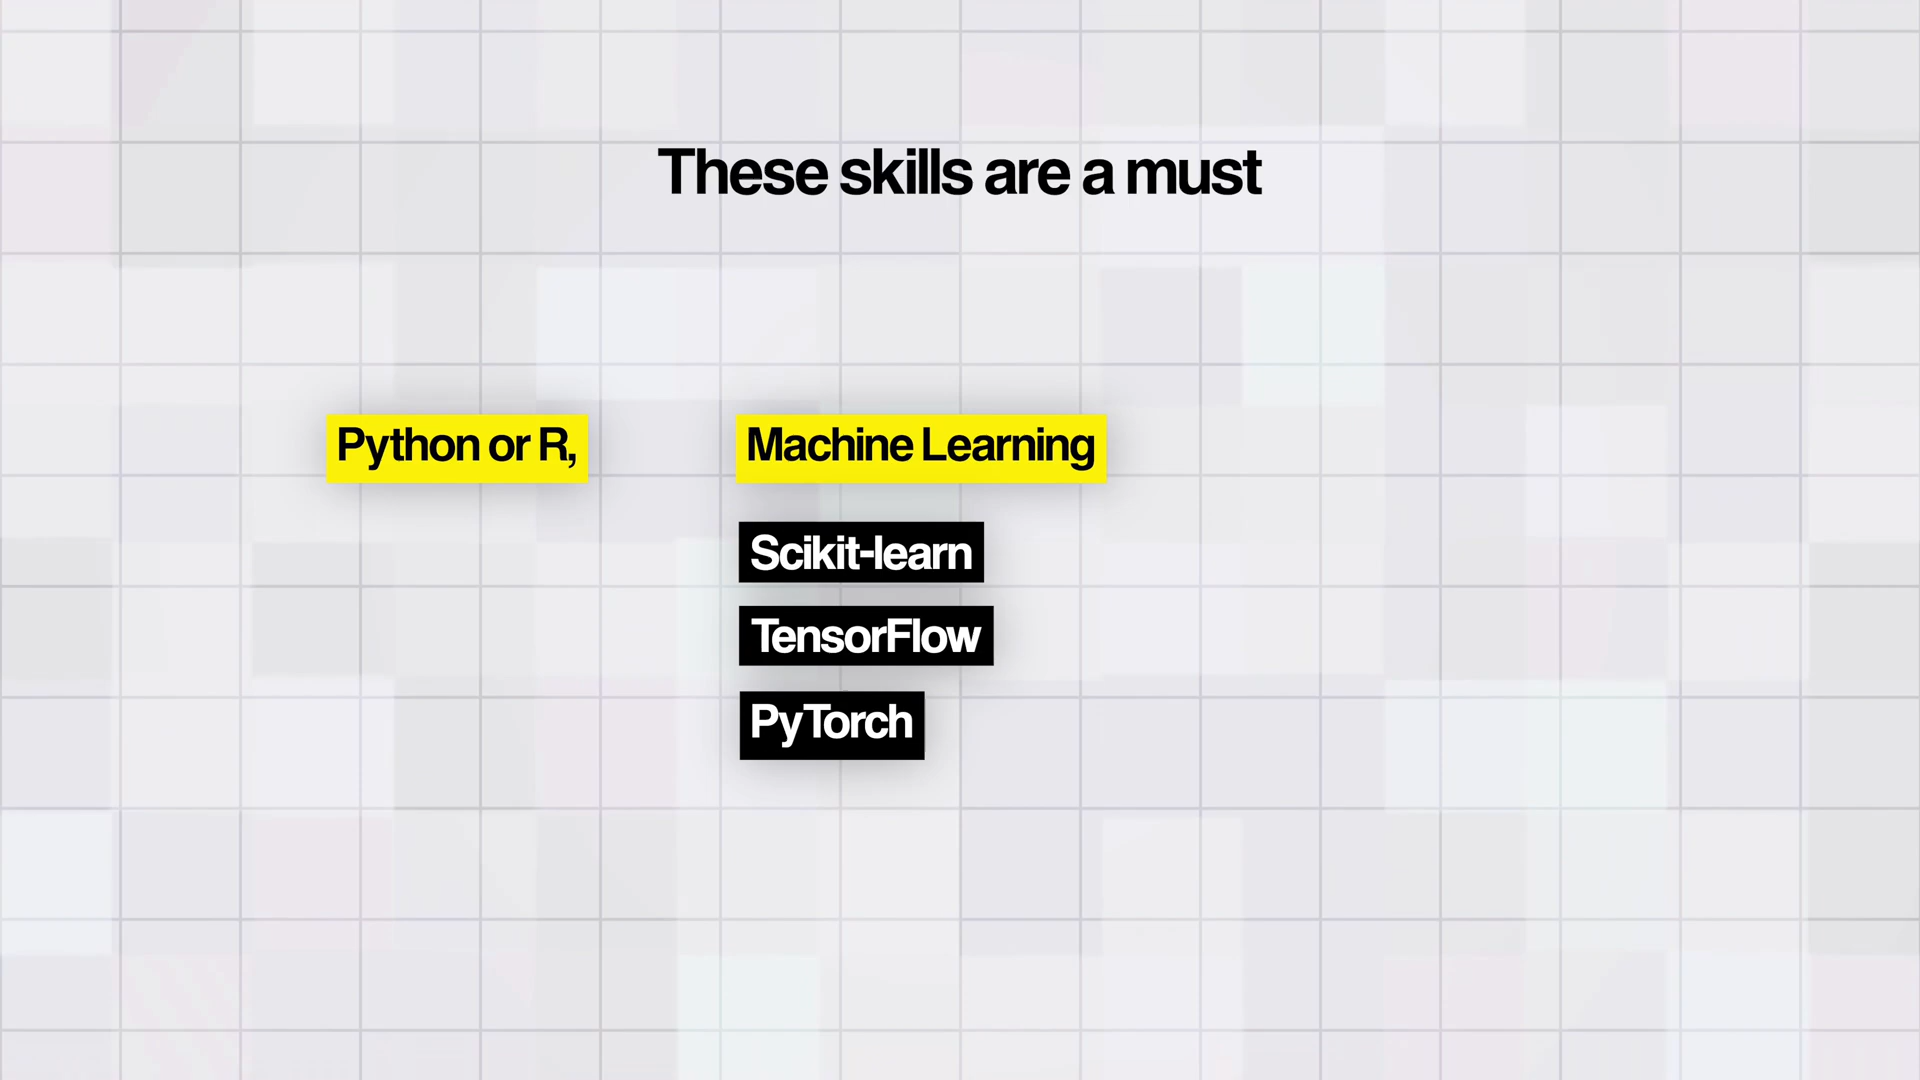 These skills are a must
Python or R,
Machine Learning
Scikit-learn
TensorFlow
PyTorch